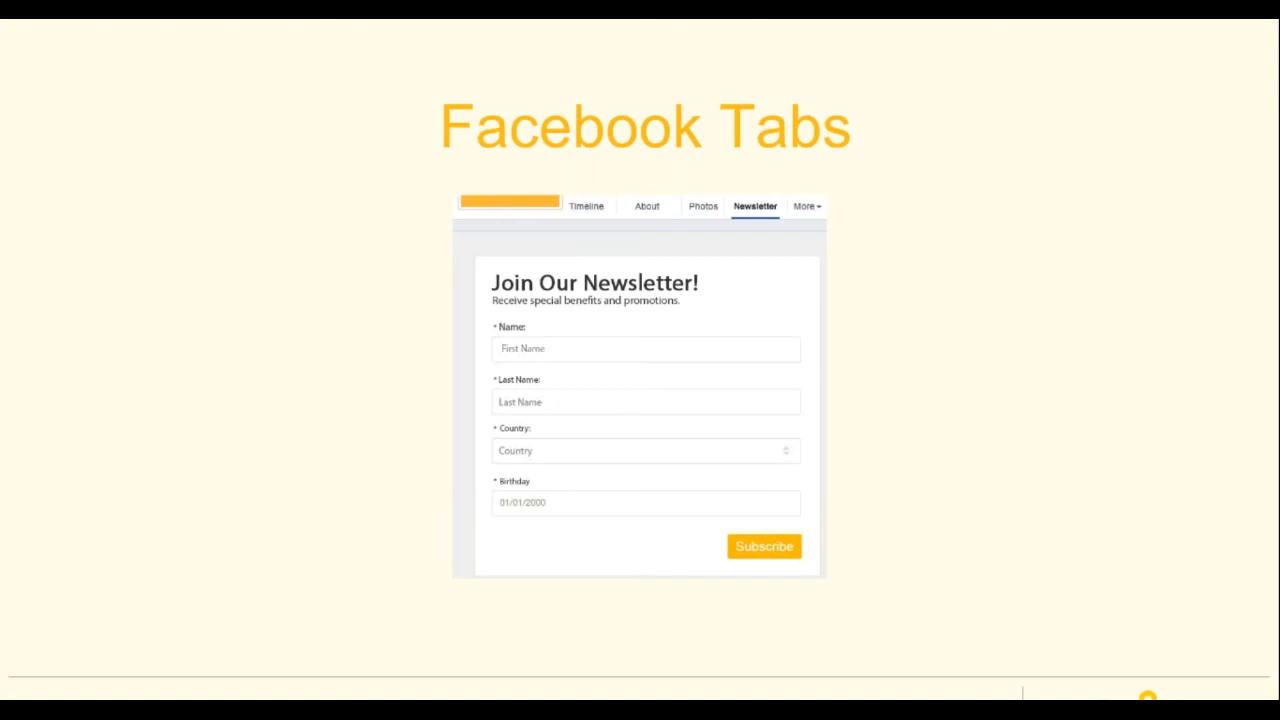 Facebook Tabs
Timeline About Photos Newsletter More
Join Our Newsletter!
Receive special benefits and promotions.
* Name:
First Name
* Last Name:
Last Name
* Country:
Country
* Birthday
01/01/2000
Subscribe